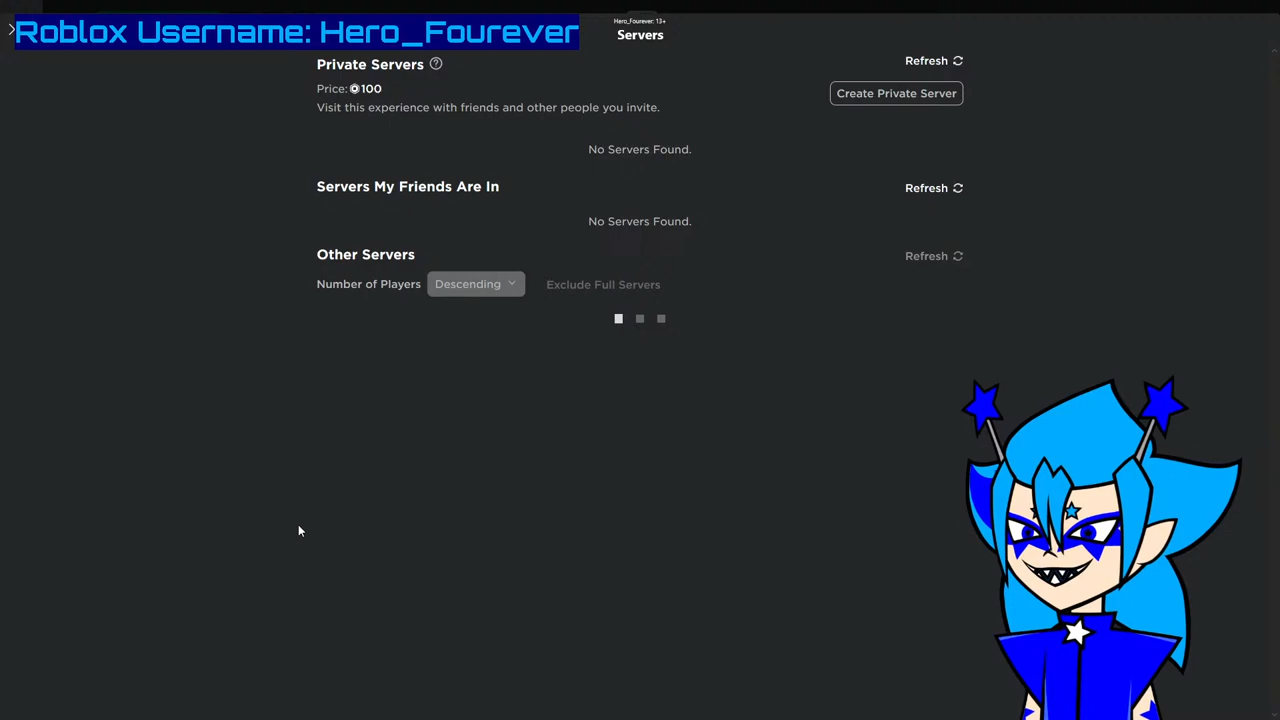 Roblox Username: Hero_Fourever
Hero_Fourever: 13+
Servers
Private Servers
Refresh
Price: 100
Create Private Server
Visit this experience with friends and other people you invite.
No Servers Found.
Servers My Friends Are In
Refresh
No Servers Found.
Other Servers
Refresh
Number of Players
Descending
Exclude Full Servers